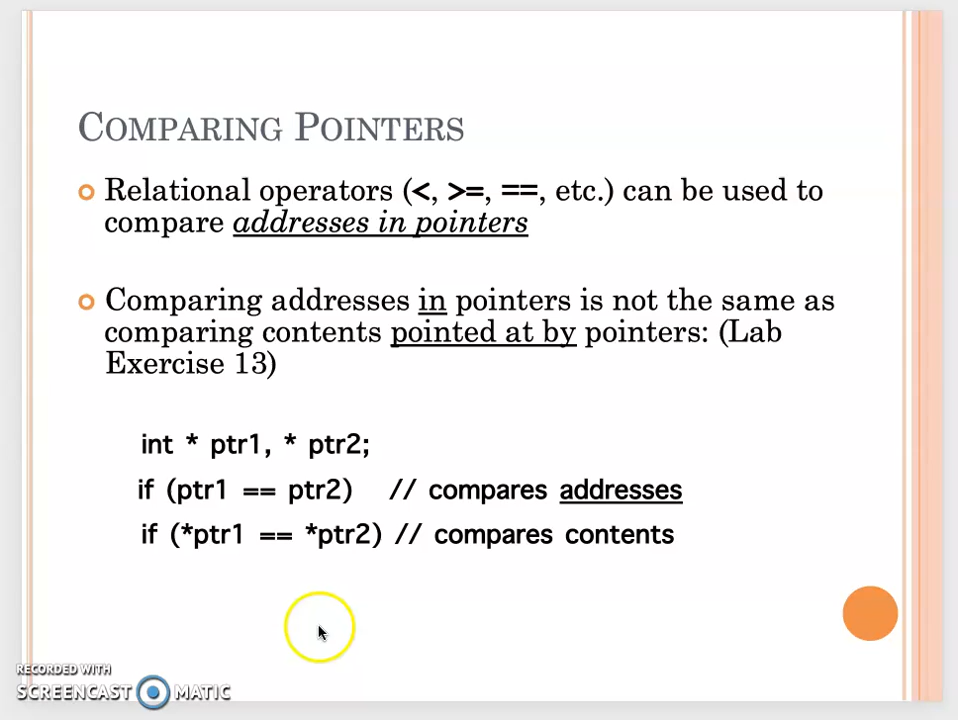 COMPARING POINTERS
Relational operators (<, >=, ==, etc.) can be used to
compare addresses in pointers
Comparing addresses in pointers is not the same as
comparing contents pointed at by pointers: (Lab
Exercise 13)
int * ptr1, * ptr2;
if (ptr1 == ptr2) // compares addresses
if (*ptr1 == *ptr2) // compares contents
RECORDED WITH
SCREENCAST MATIC